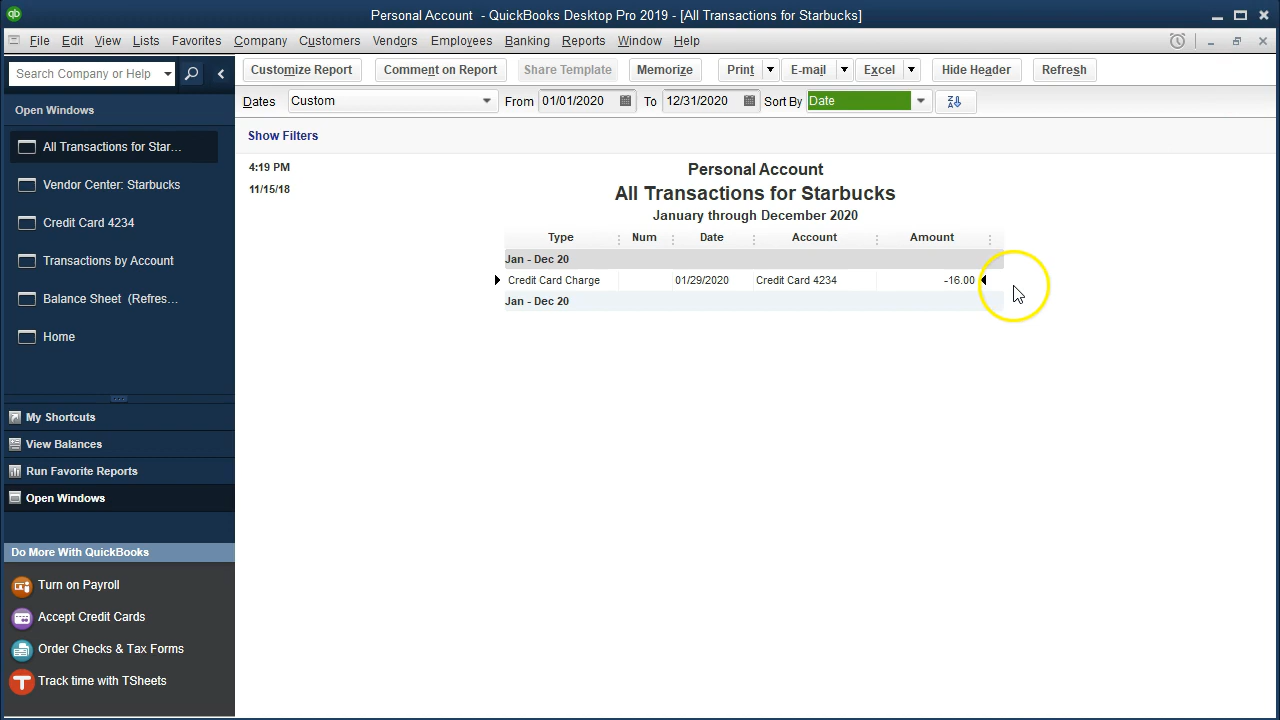 Personal Account - QuickBooks Desktop Pro 2019 - [All Transactions for Starbucks]
File Edit View Lists Favorites Company Customers Vendors Employees Banking Reports Window Help
Search Company or Help
Customize Report Comment on Report Share Template Memorize Print E-mail Excel Hide Header Refresh
Dates Custom From 01/01/2020 To 12/31/2020 Sort By Date
Show Filters
Open Windows
All Transactions for Star...
Vendor Center: Starbucks
Credit Card 4234
Transactions by Account
Balance Sheet (Refres...
Home
My Shortcuts
View Balances
Run Favorite Reports
Open Windows
Do More With QuickBooks
Turn on Payroll
Accept Credit Cards
Order Checks & Tax Forms
Track time with TSheets
4:19 PM
11/15/18
Personal Account
All Transactions for Starbucks
January through December 2020
Type Num Date Account Amount
Jan - Dec 20
Credit Card Charge 01/29/2020 Credit Card 4234 -16.00
Jan - Dec 20